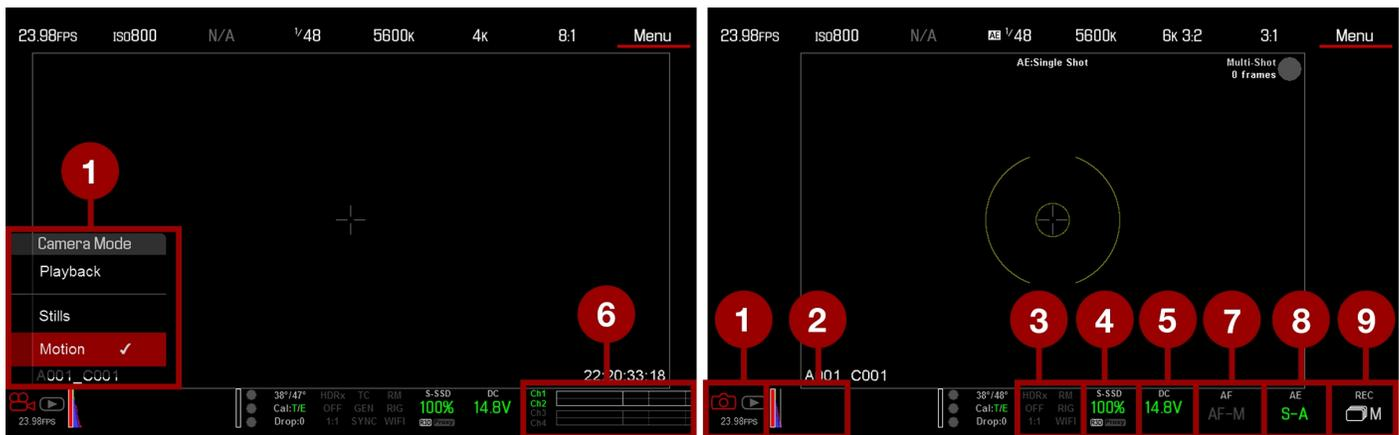 23.98FPS ISO800 N/A 1/48 5600K 4K 8:1 Menu
1
Camera Mode
Playback
Stills
Motion ✓
A001_C001
22:20:33:18
6
23.98FPS
38°/47° HDRx TC RM
Cal:T/E OFF GEN RIG
Drop:0 1:1 SYNC WIFI
S-SSD
100%
R3D Proxy
DC
14.8V
Ch1
Ch2
Ch3
Ch4
23.98FPS ISO800 N/A AE 1/48 5600K 6K 3:2 3:1 Menu
AE:Single Shot
Multi-Shot
0 frames
1 2 3 4 5 7 8 9
A001_C001
23.98FPS
38°/48° HDRx RM
Cal:T/E OFF RIG
Drop:0 1:1 WIFI
S-SSD
100%
R3D Proxy
DC
14.8V
AF
AF-M
AE
S-A
REC
M